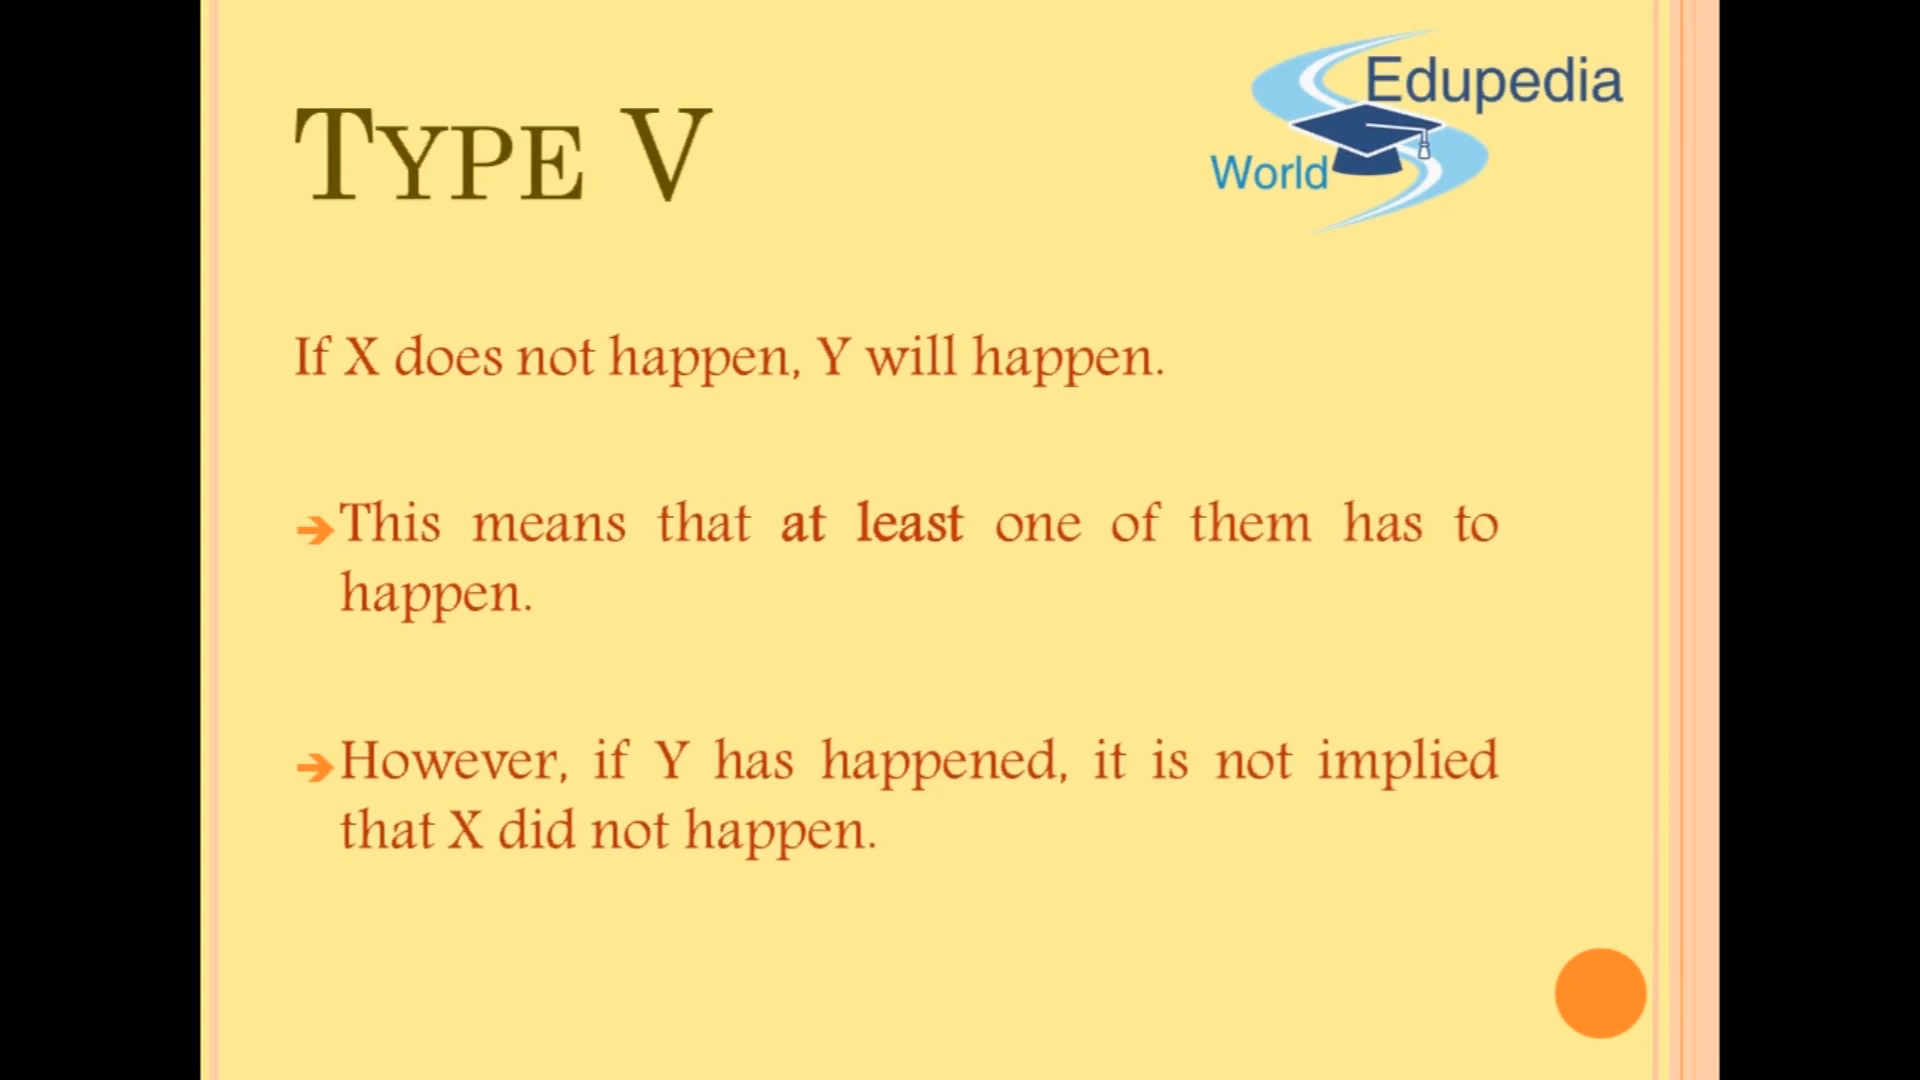 TYPE V
Edupedia
World
If X does not happen, Y will happen.
This means that at least one of them has to
happen.
However, if Y has happened, it is not implied
that X did not happen.